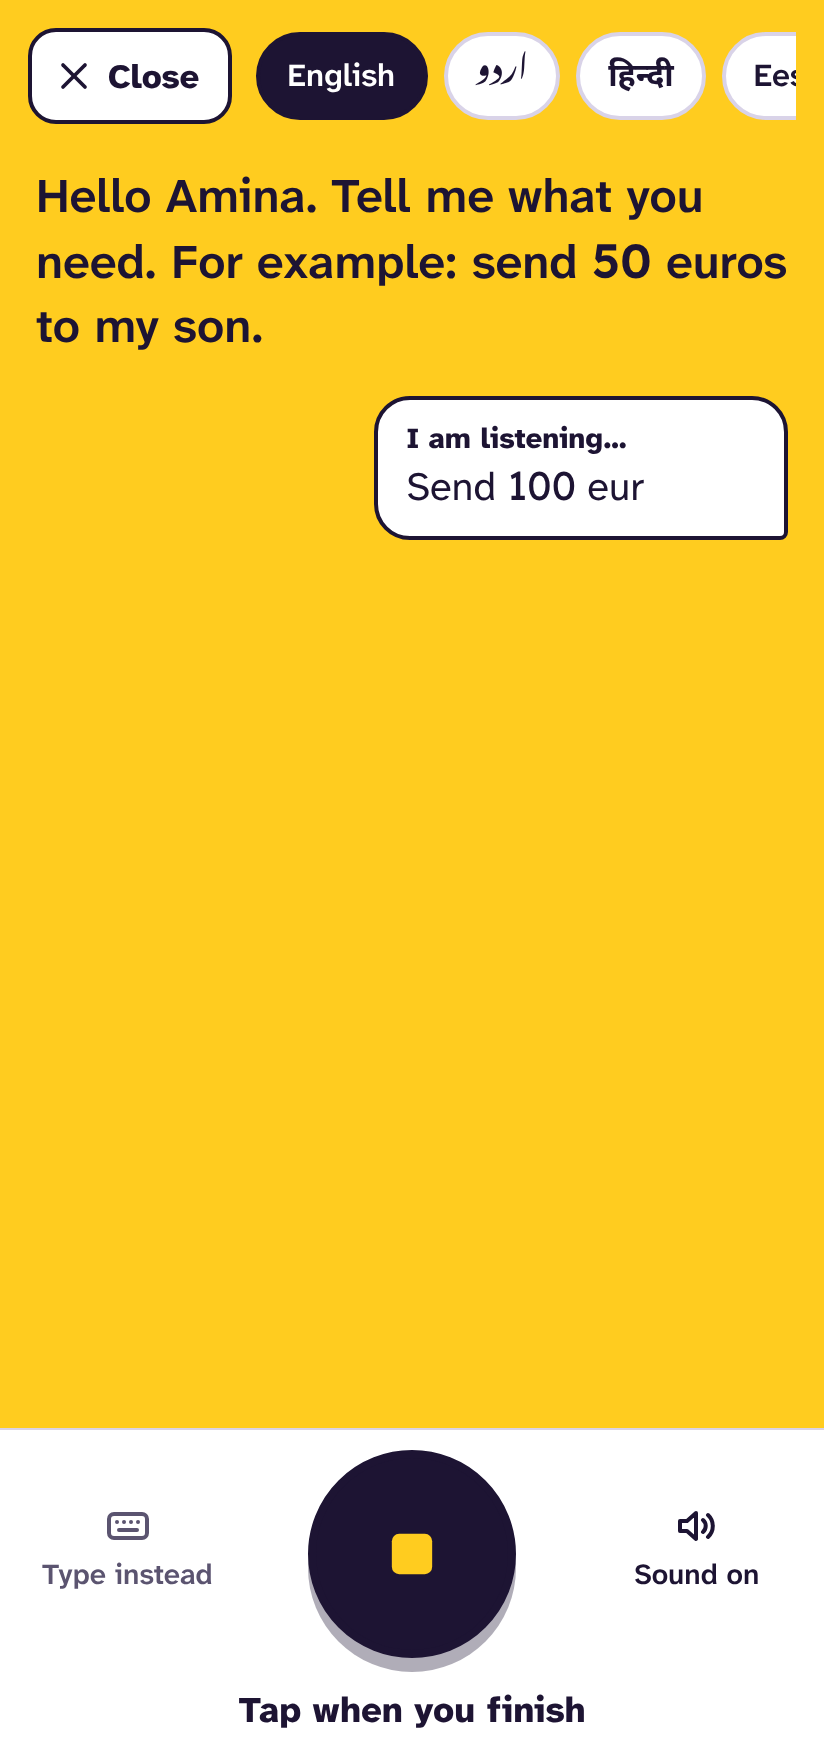 Close
English
اردو
हिन्दी
Ees
Hello Amina. Tell me what you
need. For example: send 50 euros
to my son.
I am listening...
Send 100 eur
Type instead
Sound on
Tap when you finish